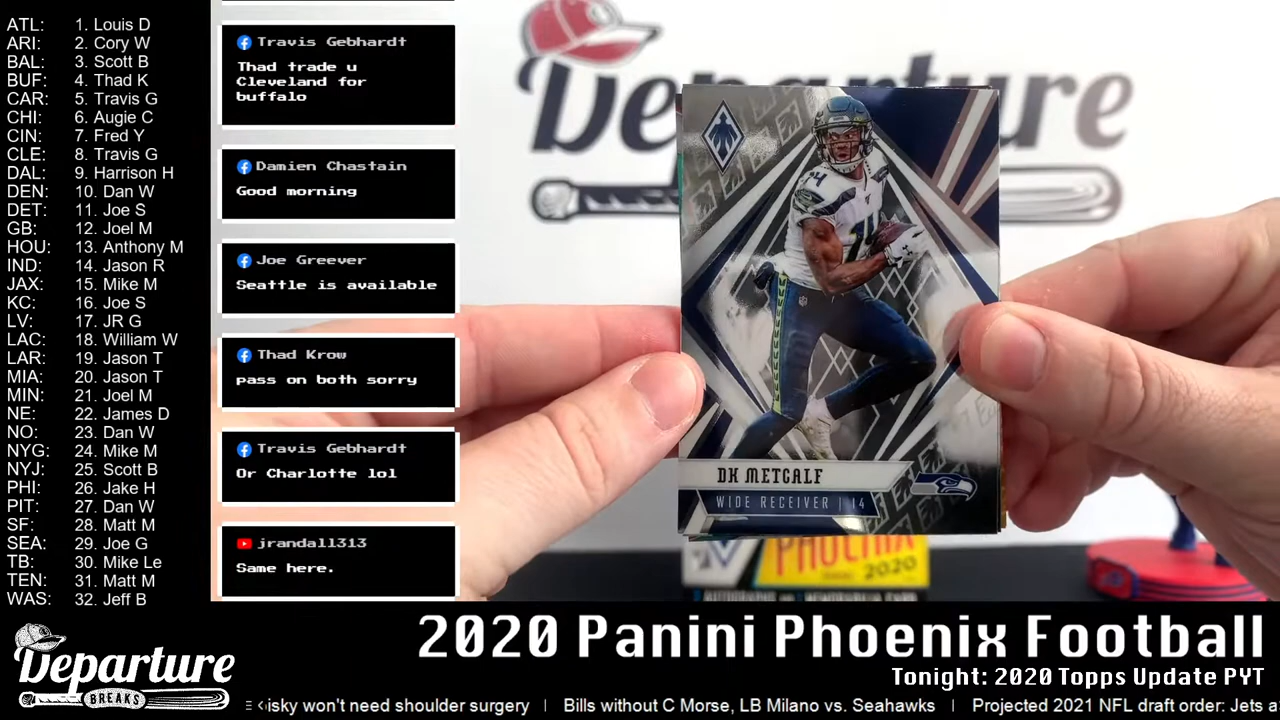 ATL: 1. Louis D
ARI: 2. Cory W
BAL: 3. Scott B
BUF: 4. Thad K
CAR: 5. Travis G
CHI: 6. Augie C
CIN: 7. Fred Y
CLE: 8. Travis G
DAL: 9. Harrison H
DEN: 10. Dan W
DET: 11. Joe S
GB: 12. Joel M
HOU: 13. Anthony M
IND: 14. Jason R
JAX: 15. Mike M
KC: 16. Joe S
LV: 17. JR G
LAC: 18. William W
LAR: 19. Jason T
MIA: 20. Jason T
MIN: 21. Joel M
NE: 22. James D
NO: 23. Dan W
NYG: 24. Mike M
NYJ: 25. Scott B
PHI: 26. Jake H
PIT: 27. Dan W
SF: 28. Matt M
SEA: 29. Joe G
TB: 30. Mike Le
TEN: 31. Matt M
WAS: 32. Jeff B
Travis Gebhardt
Thad trade u
Cleveland for
buffalo
Damien Chastain
Good morning
Joe Greever
Seattle is available
Thad Krow
pass on both sorry
Travis Gebhardt
Or Charlotte lol
jrandall313
Same here.
Departure
14
DK METCALF
WIDE RECEIVER | 14
PHOENIX
2020
2020 Panini Phoenix Football
Tonight: 2020 Topps Update PYT
Departure
BREAKS
isky won't need shoulder surgery | Bills without C Morse, LB Milano vs. Seahawks | Projected 2021 NFL draft order: Jets a